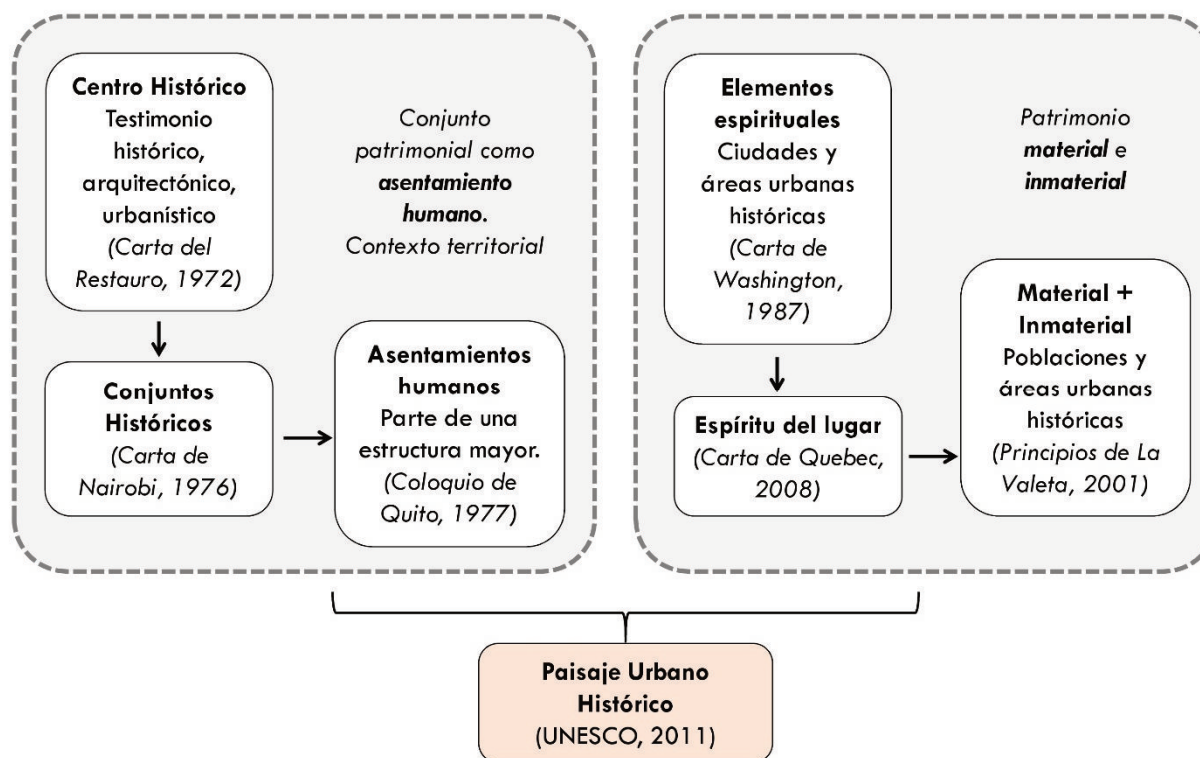 Centro Histórico
Testimonio
histórico,
arquitectónico,
urbanístico
(Carta del
Restauro, 1972)
Conjunto
patrimonial como
asentamiento
humano.
Contexto territorial
Conjuntos
Históricos
(Carta de
Nairobi, 1976)
Asentamientos
humanos
Parte de una
estructura mayor.
(Coloquio de
Quito, 1977)
Elementos
espirituales
Ciudades y
áreas urbanas
históricas
(Carta de
Washington,
1987)
Patrimonio
material e
inmaterial
Espíritu del lugar
(Carta de Quebec,
2008)
Material +
Inmaterial
Poblaciones y
áreas urbanas
históricas
(Principios de La
Valeta, 2001)
Paisaje Urbano
Histórico
(UNESCO, 2011)